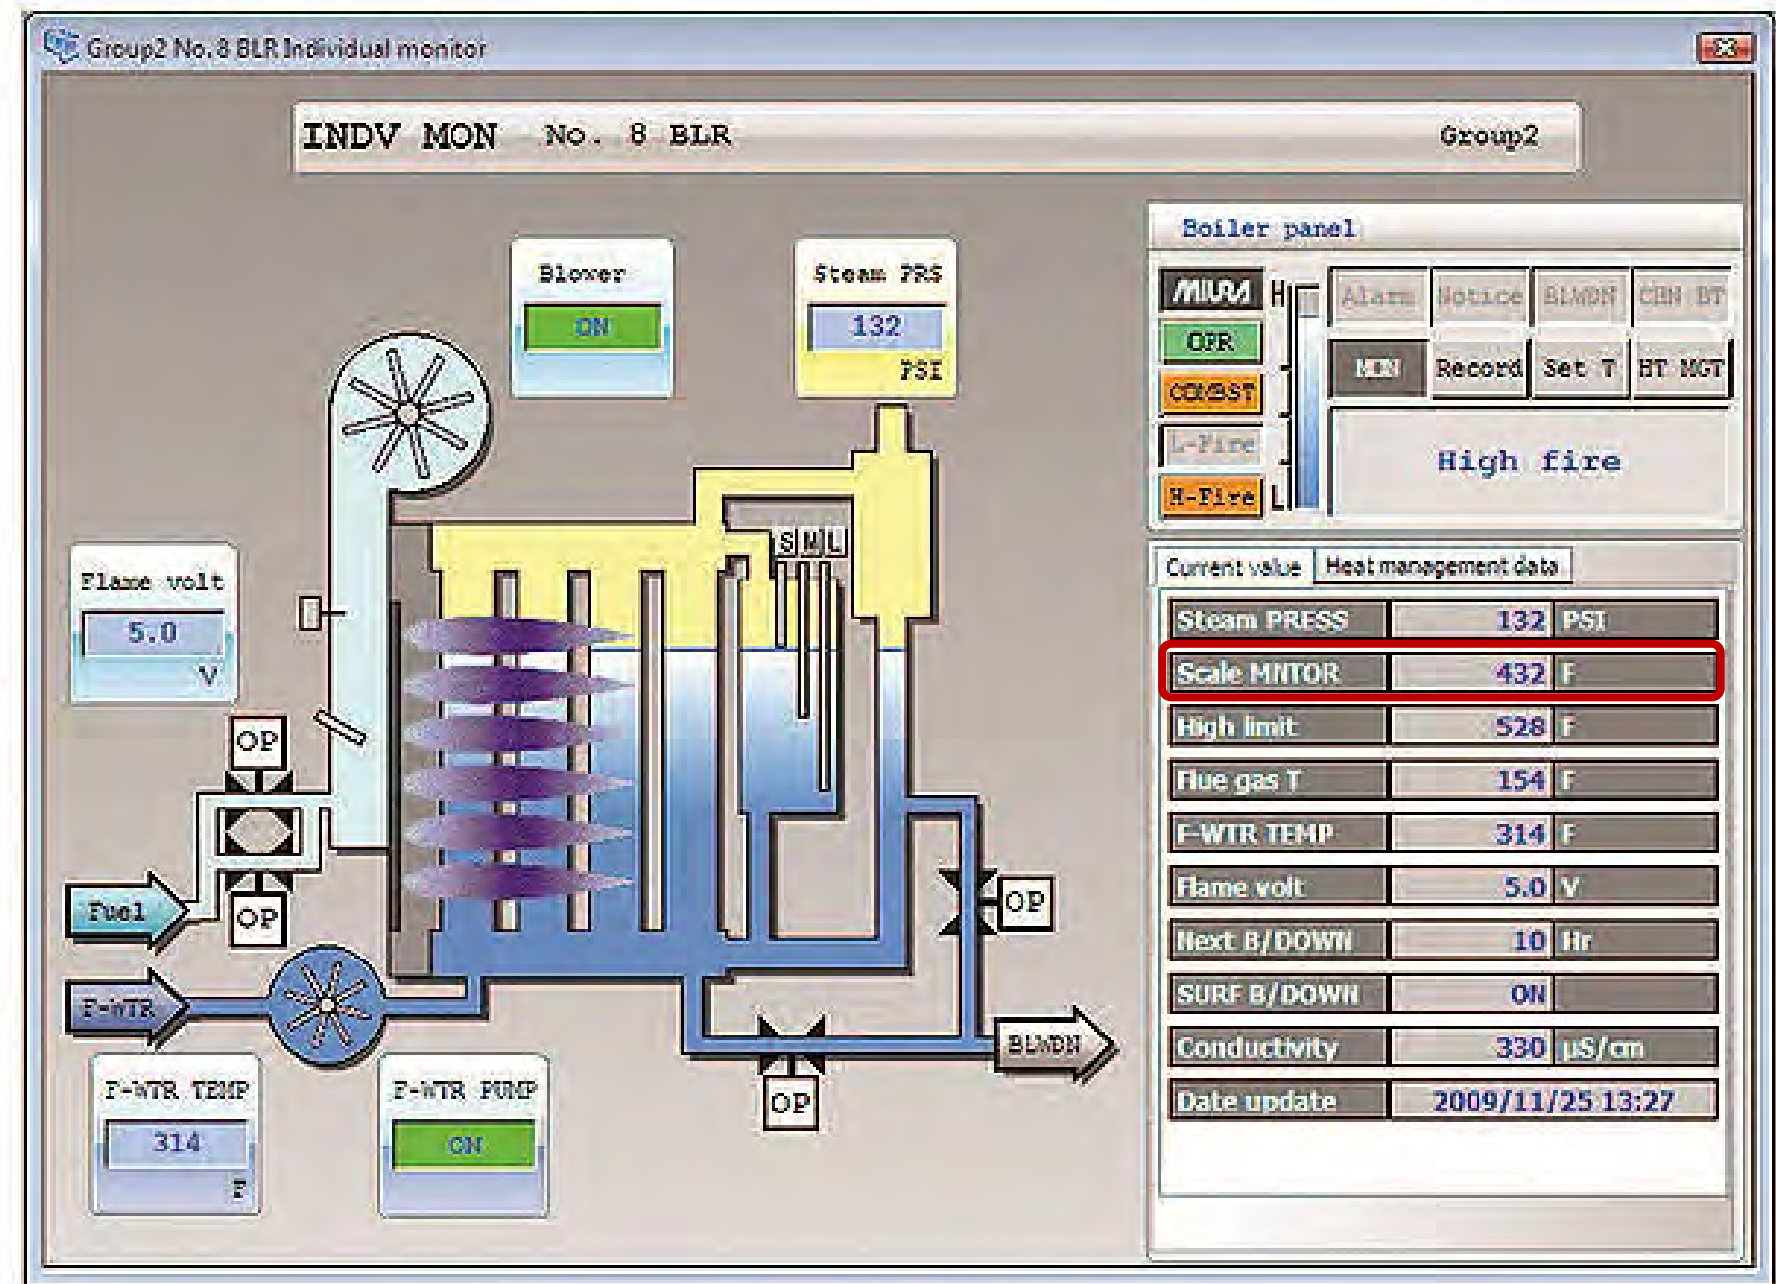 Group2 No. 8 BLR Individual monitor
INDV MON No. 8 BLR Group2
Blower
ON
Steam PRS
132
PSI
Boiler panel
MIURA
H
Alarm Notice BLWDN CBN BT
OPR
MON Record Set T HT MGT
COMBST
L-Fire
High fire
H-Fire
L
S M L
Flame volt
5.0
V
OP
Fuel
OP
OP
F-WTR
BLWDN
OP
F-WTR TEMP
314
F
F-WTR PUMP
ON
Current value Heat management data
Steam PRESS 132 PSI
Scale MNTOR 432 F
High limit 528 F
Flue gas T 154 F
F-WTR TEMP 314 F
Flame volt 5.0 V
Next B/DOWN 10 Hr
SURF B/DOWN ON
Conductivity 330 µS/cm
Date update 2009/11/25 13:27